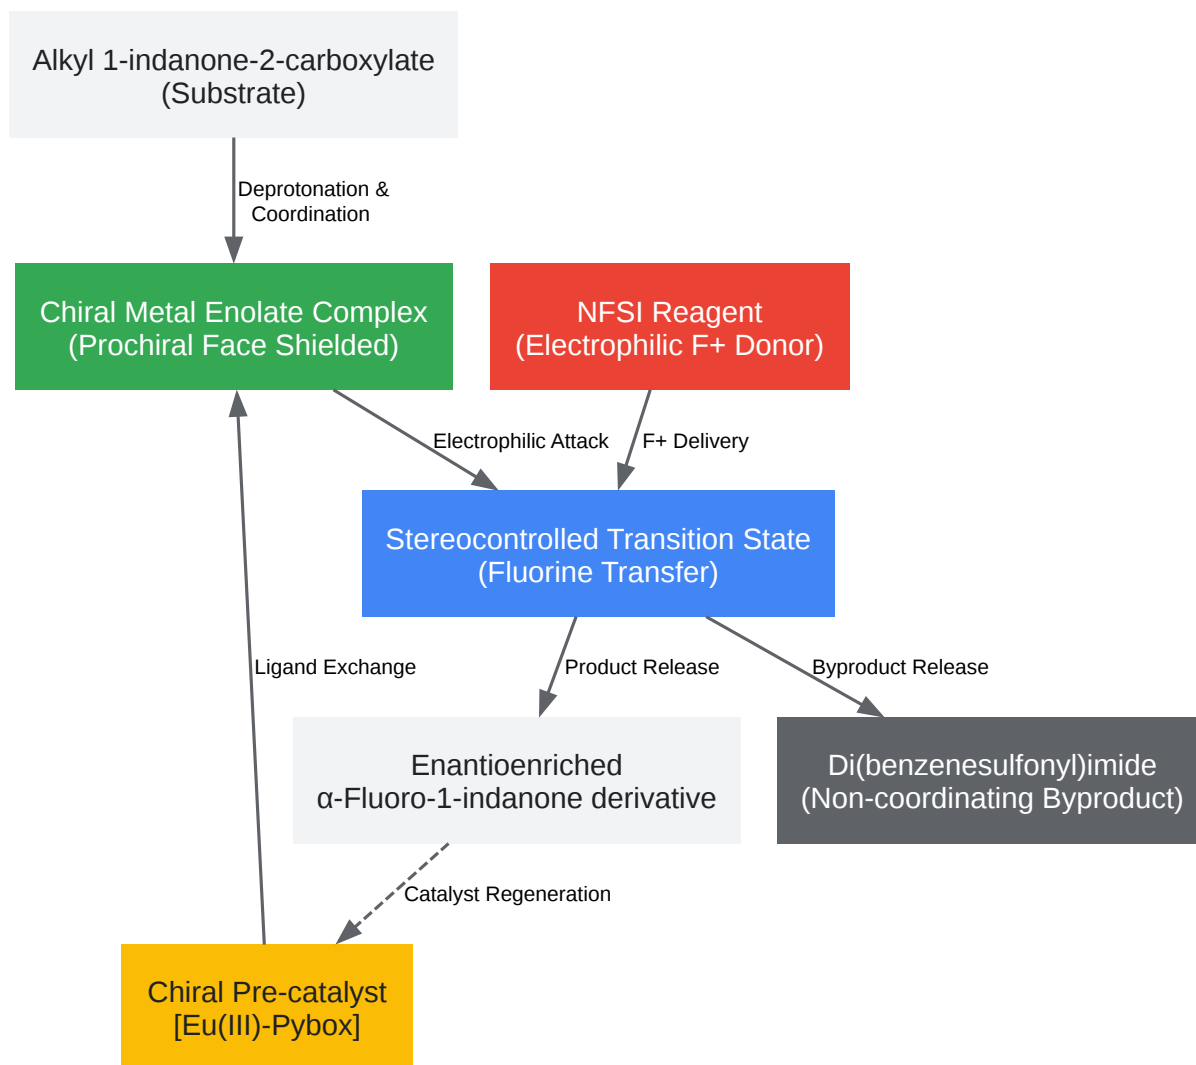 Alkyl 1-indanone-2-carboxylate
(Substrate)
Deprotonation &
Coordination
Chiral Metal Enolate Complex
(Prochiral Face Shielded)
NFSI Reagent
(Electrophilic F+ Donor)
Electrophilic Attack
F+ Delivery
Stereocontrolled Transition State
(Fluorine Transfer)
Ligand Exchange
Product Release
Byproduct Release
Enantioenriched
α-Fluoro-1-indanone derivative
Di(benzenesulfonyl)imide
(Non-coordinating Byproduct)
Catalyst Regeneration
Chiral Pre-catalyst
[Eu(III)-Pybox]